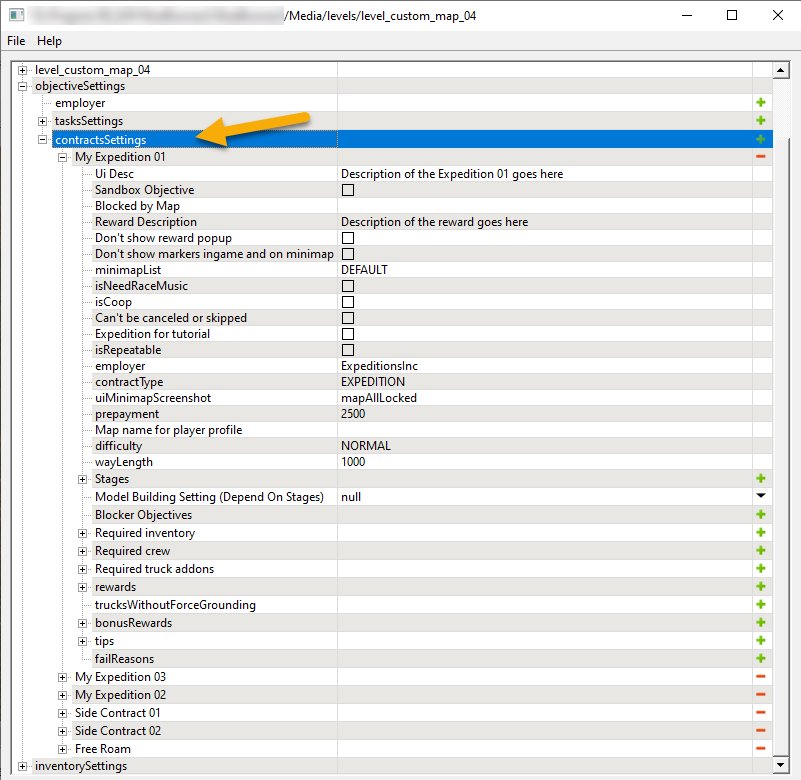 /Media/levels/level_custom_map_04
File Help
level_custom_map_04
objectiveSettings
employer
tasksSettings
contractsSettings
My Expedition 01
Ui Desc Description of the Expedition 01 goes here
Sandbox Objective
Blocked by Map
Reward Description Description of the reward goes here
Don't show reward popup
Don't show markers ingame and on minimap
minimapList DEFAULT
isNeedRaceMusic
isCoop
Can't be canceled or skipped
Expedition for tutorial
isRepeatable
employer ExpeditionsInc
contractType EXPEDITION
uiMinimapScreenshot mapAllLocked
prepayment 2500
Map name for player profile
difficulty NORMAL
wayLength 1000
Stages
Model Building Setting (Depend On Stages) null
Blocker Objectives
Required inventory
Required crew
Required truck addons
rewards
trucksWithoutForceGrounding
bonusRewards
tips
failReasons
My Expedition 03
My Expedition 02
Side Contract 01
Side Contract 02
Free Roam
inventorySettings